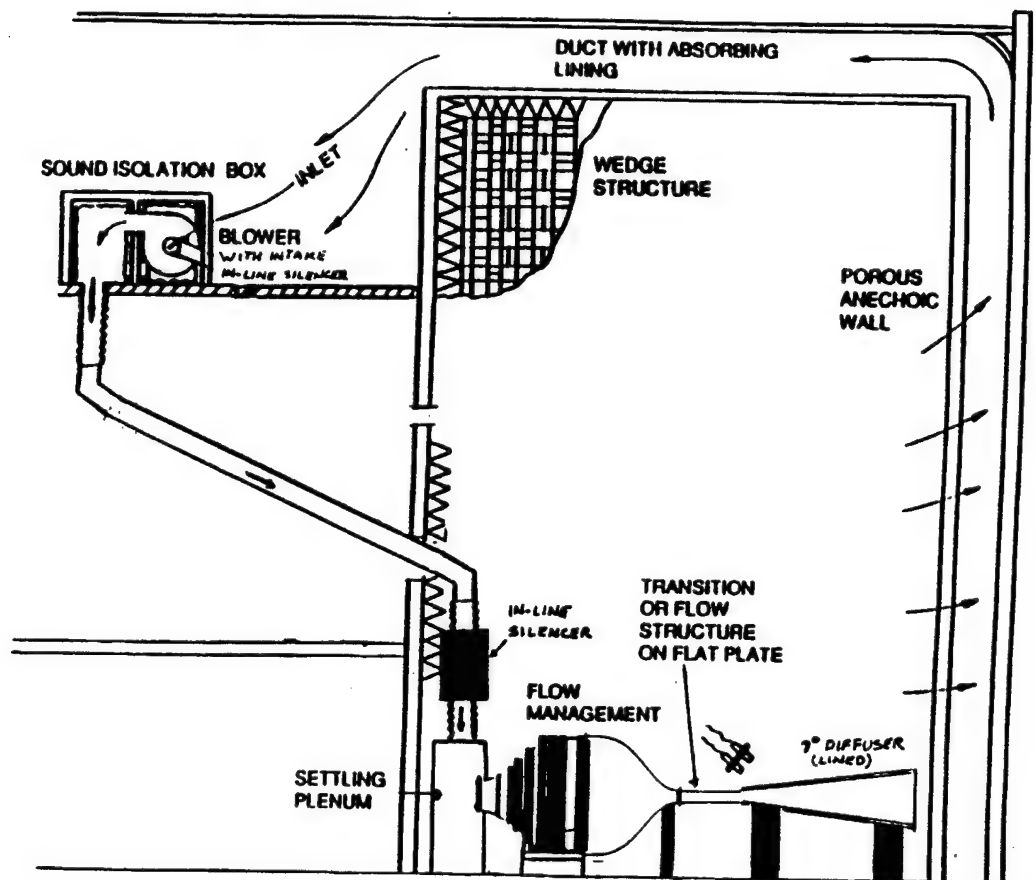 DUCT WITH ABSORBING
LINING
SOUND ISOLATION BOX
INLET
WEDGE
STRUCTURE
BLOWER
WITH INTAKE
IN-LINE SILENCER
POROUS
ANECHOIC
WALL
TRANSITION
OR FLOW
STRUCTURE
ON FLAT PLATE
IN-LINE
SILENCER
FLOW
MANAGEMENT
7° DIFFUSER
(LINED)
SETTLING
PLENUM